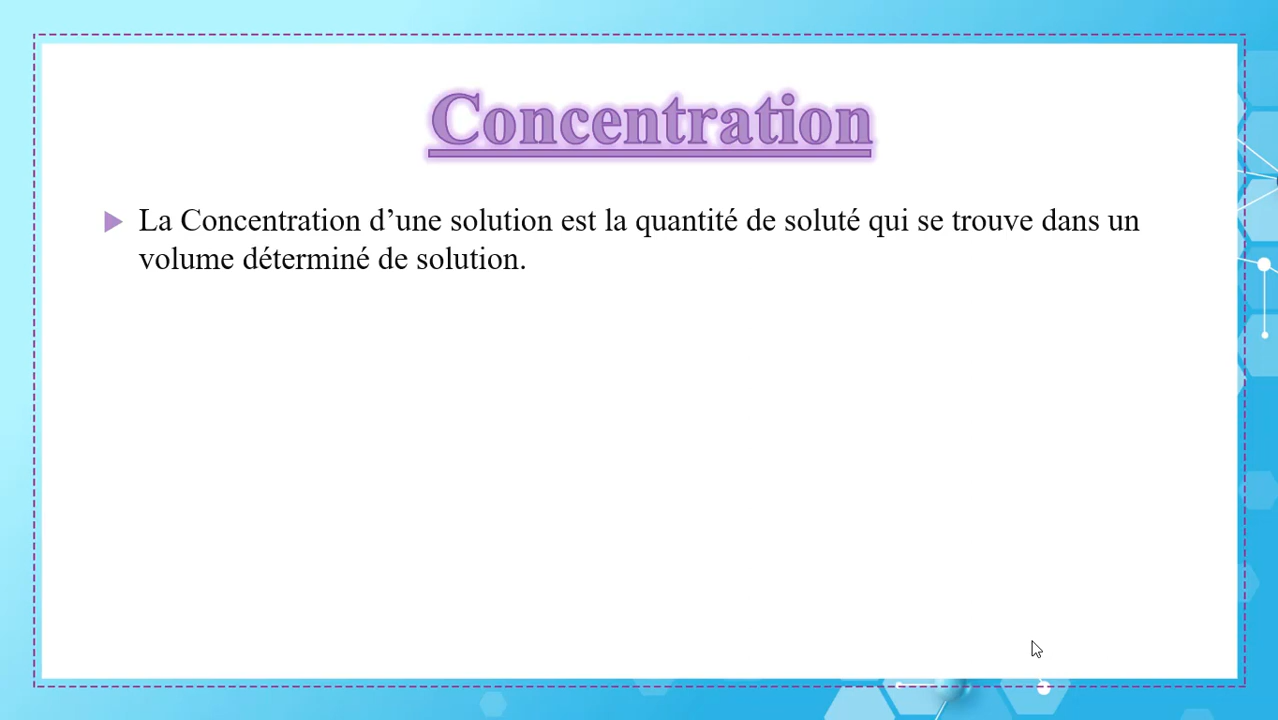 Concentration
La Concentration d’une solution est la quantité de soluté qui se trouve dans un
volume déterminé de solution.